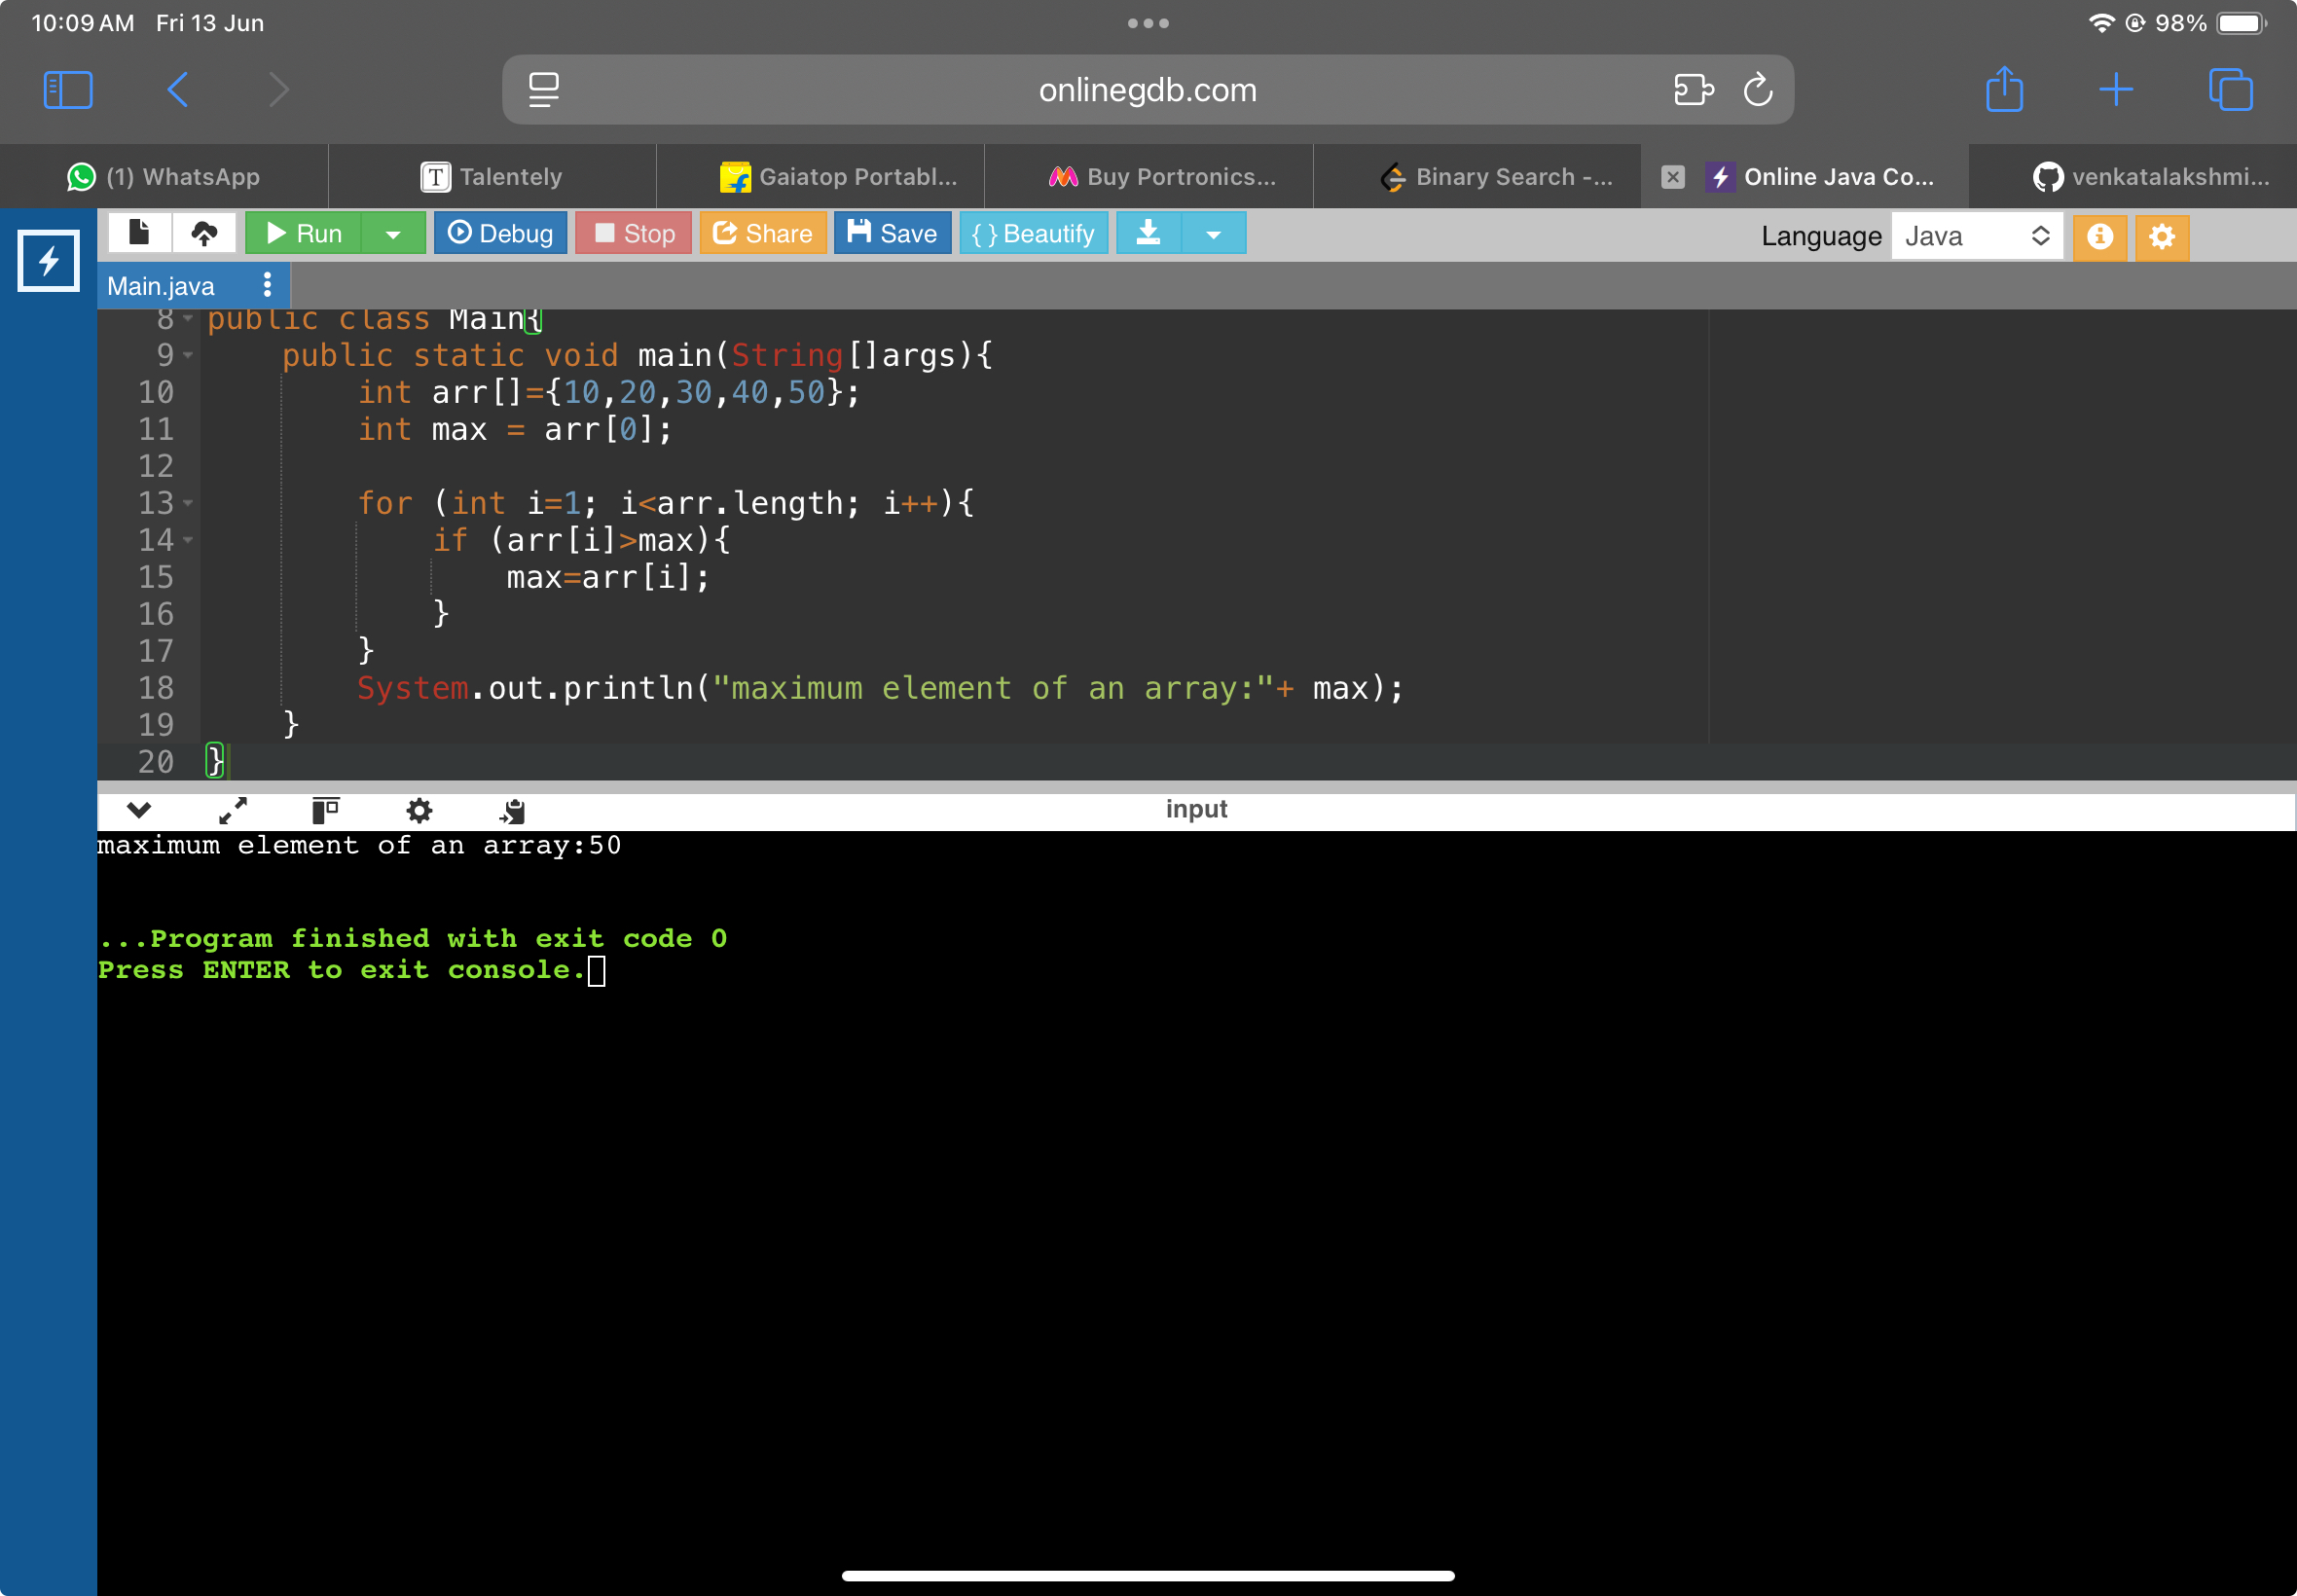 10:09 AM Fri 13 Jun
98%
onlinegdb.com
(1) WhatsApp
Talentely
Gaiatop Portabl...
Buy Portronics...
Binary Search -...
Online Java Co...
venkatalakshmi...
Run
Debug
Stop
Share
Save
{ } Beautify
Language Java
Main.java
8 public class Main{
9 public static void main(String[]args){
10 int arr[]={10,20,30,40,50};
11 int max = arr[0];
12
13 for (int i=1; i<arr.length; i++){
14 if (arr[i]>max){
15 max=arr[i];
16 }
17 }
18 System.out.println("maximum element of an array:"+ max);
19 }
20 }
input
maximum element of an array:50
...Program finished with exit code 0
Press ENTER to exit console.